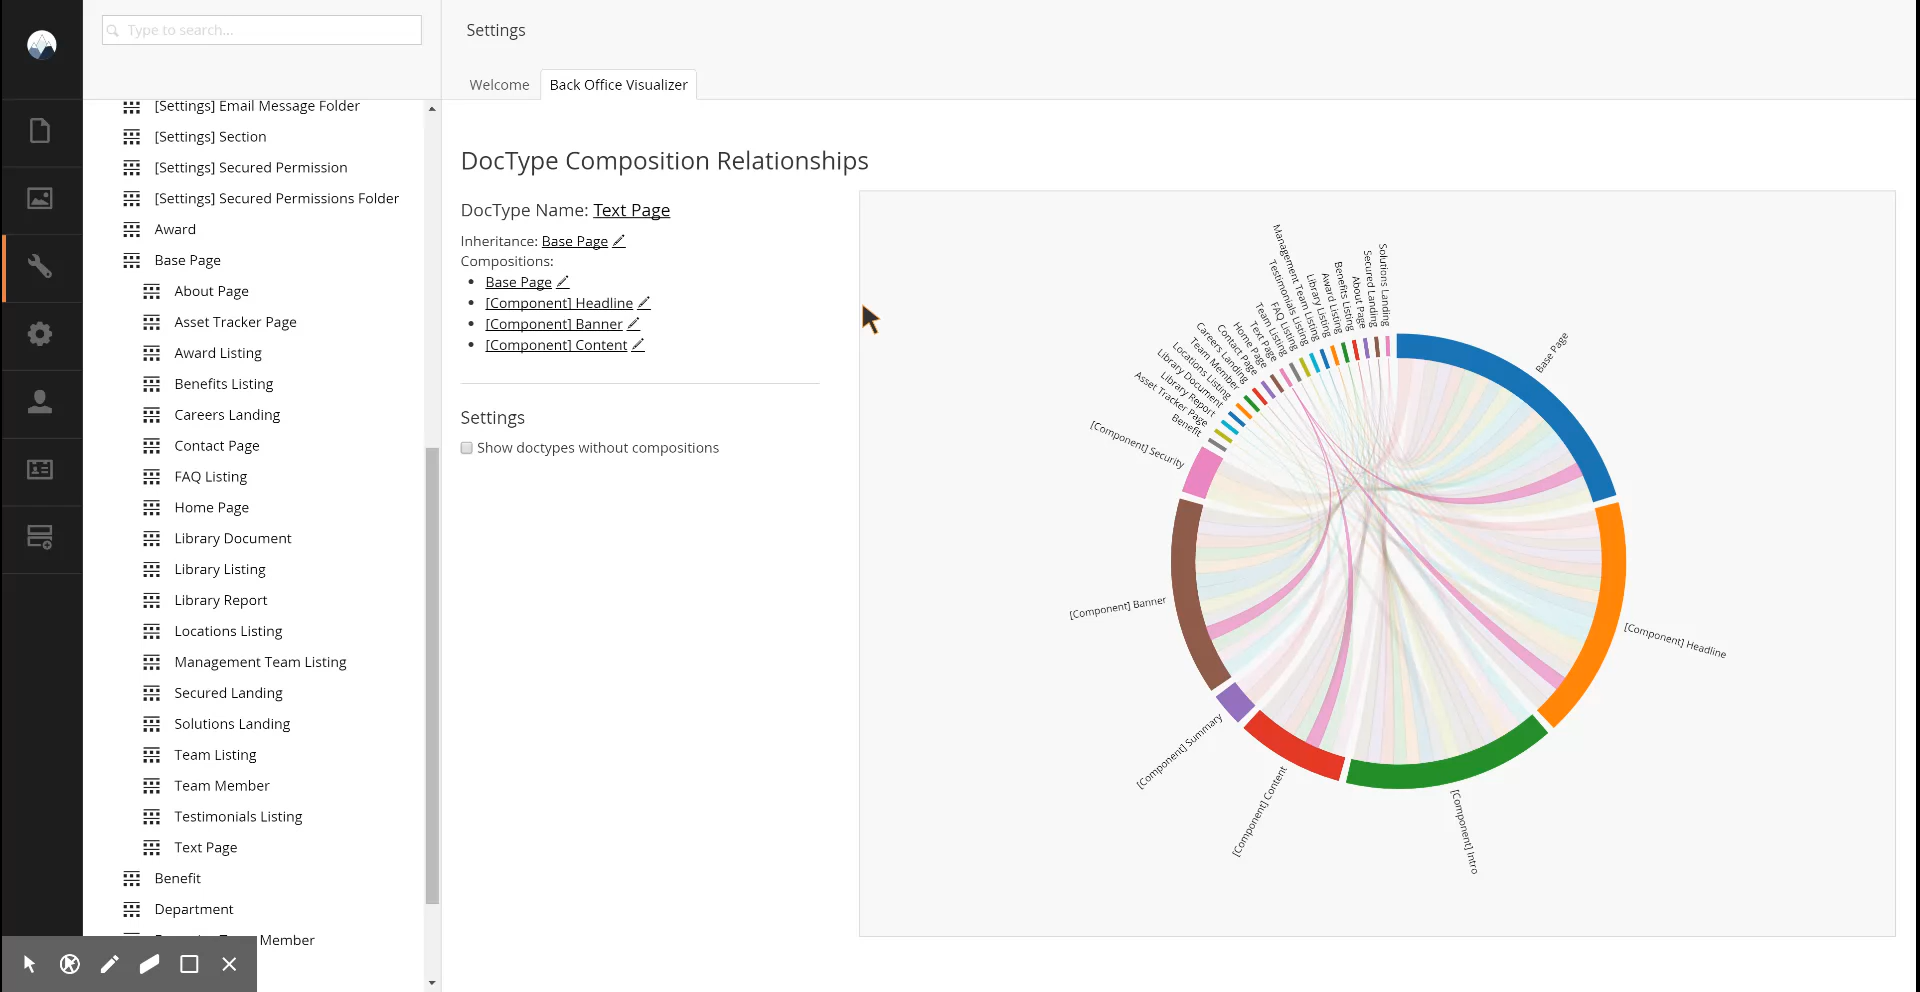 Type to search...
Settings
Welcome
Back Office Visualizer
[Settings] Email Message Folder
[Settings] Section
[Settings] Secured Permission
[Settings] Secured Permissions Folder
Award
Base Page
About Page
Asset Tracker Page
Award Listing
Benefits Listing
Careers Landing
Contact Page
FAQ Listing
Home Page
Library Document
Library Listing
Library Report
Locations Listing
Management Team Listing
Secured Landing
Solutions Landing
Team Listing
Team Member
Testimonials Listing
Text Page
Benefit
Department
Member
DocType Composition Relationships
DocType Name: Text Page
Inheritance: Base Page
Compositions:
Base Page
[Component] Headline
[Component] Banner
[Component] Content
Settings
Show doctypes without compositions
Base Page
[Component] Headline
[Component] Intro
[Component] Content
[Component] Summary
[Component] Banner
[Component] Security
Benefit
Asset Tracker Page
Library Report
Library Document
Locations Listing
Team Member
Careers Landing
Contact Page
Home Page
Text Page
Team Listing
FAQ Listing
Testimonials Listing
Management Team Listing
Library Listing
Award Listing
Benefits Listing
About Page
Secured Landing
Solutions Landing